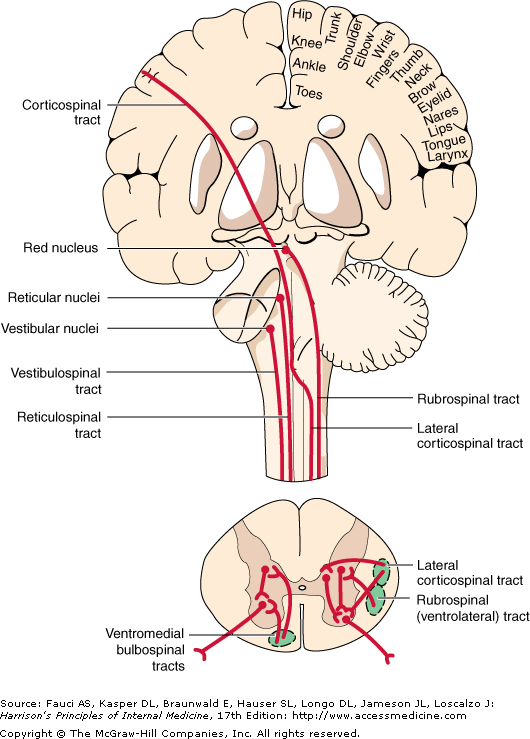 Hip
Trunk
Shoulder
Elbow
Wrist
Fingers
Thumb
Neck
Brow
Eyelid
Nares
Lips
Tongue
Larynx
Knee
Ankle
Toes
Corticospinal
tract
Red nucleus
Reticular nuclei
Vestibular nuclei
Vestibulospinal
tract
Reticulospinal
tract
Rubrospinal tract
Lateral
corticospinal tract
Lateral
corticospinal tract
Rubrospinal
(ventrolateral) tract
Ventromedial
bulbospinal
tracts
Source: Fauci AS, Kasper DL, Braunwald E, Hauser SL, Longo DL, Jameson JL, Loscalzo J:
Harrison's Principles of Internal Medicine, 17th Edition: http://www.accessmedicine.com
Copyright © The McGraw-Hill Companies, Inc. All rights reserved.